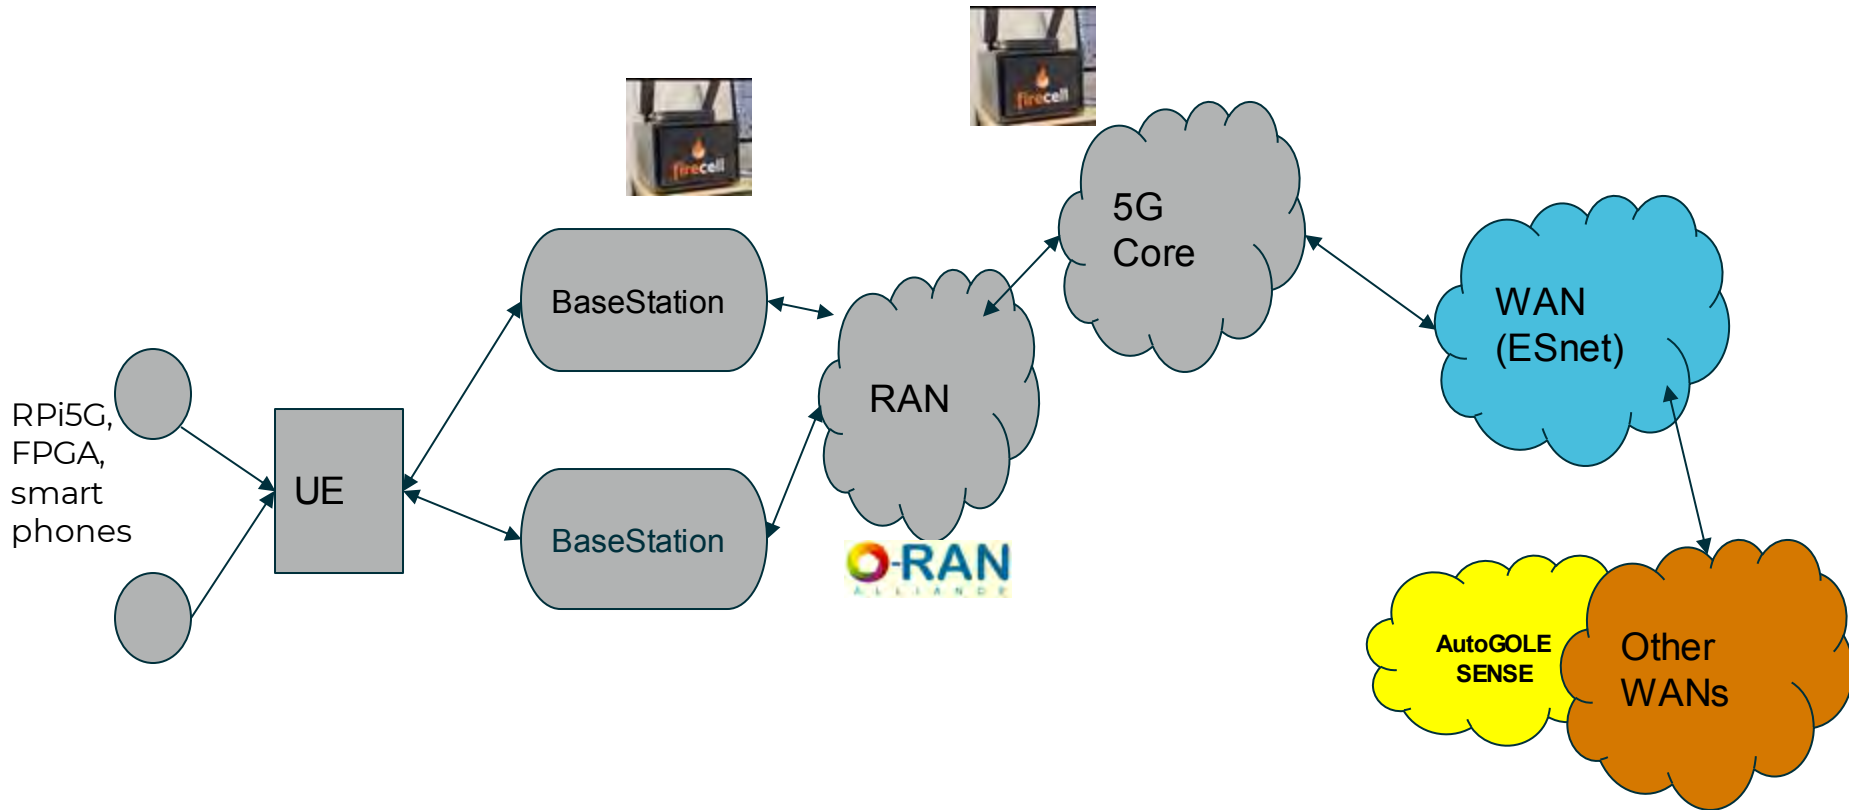 firecell
firecell
5G
Core
WAN
(ESnet)
BaseStation
RAN
RPi5G,
FPGA,
smart
phones
UE
BaseStation
O-RAN
ALLIANCE
AutoGOLE
SENSE
Other
WANs